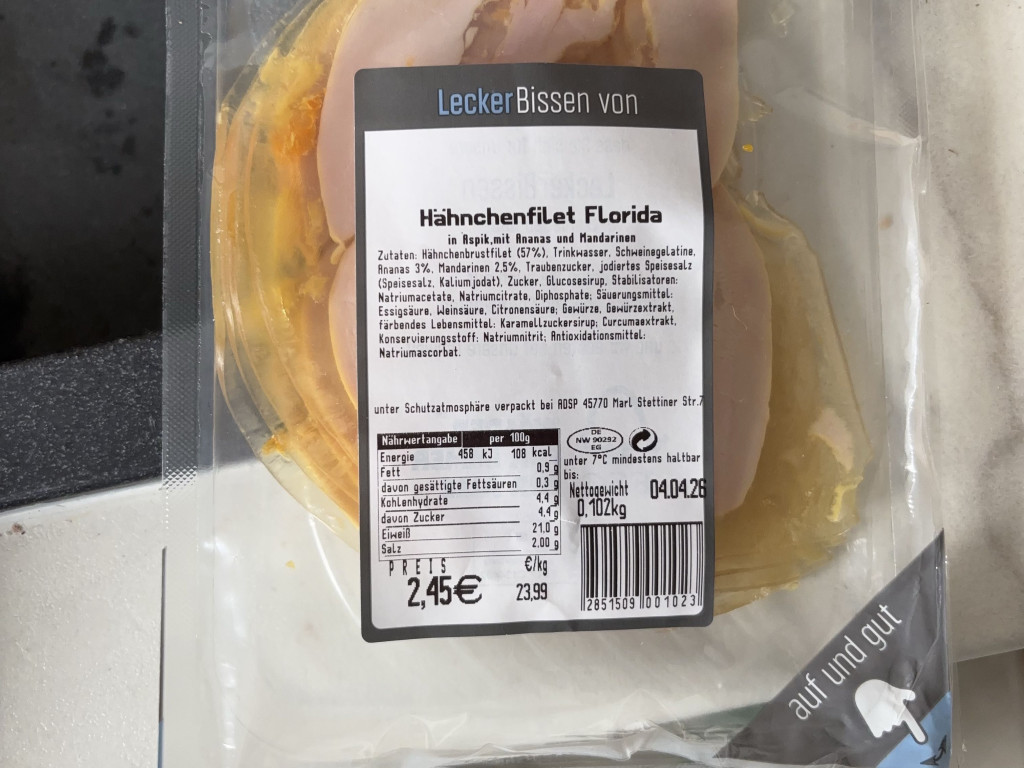 LeckerBissen von
Hähnchenfilet Florida
in Aspik,mit Ananas und Mandarinen
Zutaten: Hähnchenbrustfilet (57%), Trinkwasser, Schweinegelatine,
Ananas 3%, Mandarinen 2,5%, Traubenzucker, jodiertes Speisesalz
(Speisesalz, Kaliumjodat), Zucker, Glucosesirup, Stabilisatoren:
Natriumacetate, Natriumcitrate, Diphosphate; Säuerungsmittel:
Essigsäure, Weinsäure, Citronensäure; Gewürze, Gewürzextrakt,
färbendes Lebensmittel: Karamellzuckersirup; Curcumaextrakt,
Konservierungsstoff: Natriumnitrit; Antioxidationsmittel:
Natriumascorbat.
unter Schutzatmosphäre verpackt bei ADSP 45770 Marl Stettiner Str.7
Nährwertangabe per 100g
Energie 458 kJ 108 kcal
Fett 0,9 g
davon gesättigte Fettsäuren 0,3 g
Kohlenhydrate 4,4 g
davon Zucker 4,4 g
Eiweiß 21,0 g
Salz 2,00 g
DE
NW 90292
EG
unter 7°C mindestens haltbar
bis:
Nettogewicht 04.04.26
0,102kg
PREIS €/kg
2,45€ 23,99
2851509 001023
auf und gut